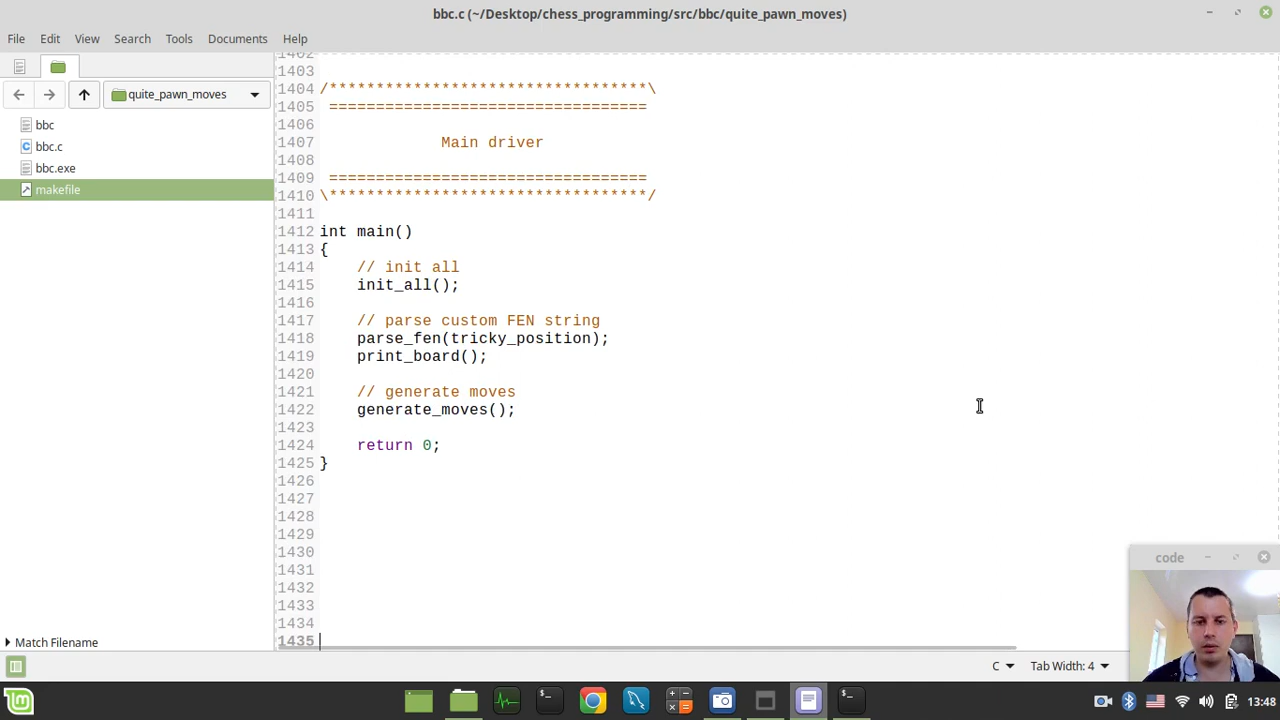 bbc.c (~/Desktop/chess_programming/src/bbc/quite_pawn_moves)
File Edit View Search Tools Documents Help
quite_pawn_moves
bbc
bbc.c
bbc.exe
makefile
Match Filename
1402
1403
1404 /**********************************\
1405  ==================================
1406
1407              Main driver
1408
1409  ==================================
1410 \**********************************/
1411
1412 int main()
1413 {
1414     // init all
1415     init_all();
1416
1417     // parse custom FEN string
1418     parse_fen(tricky_position);
1419     print_board();
1420
1421     // generate moves
1422     generate_moves();
1423
1424     return 0;
1425 }
1426
1427
1428
1429
1430
1431
1432
1433
1434
1435
code
C Tab Width: 4
13:48